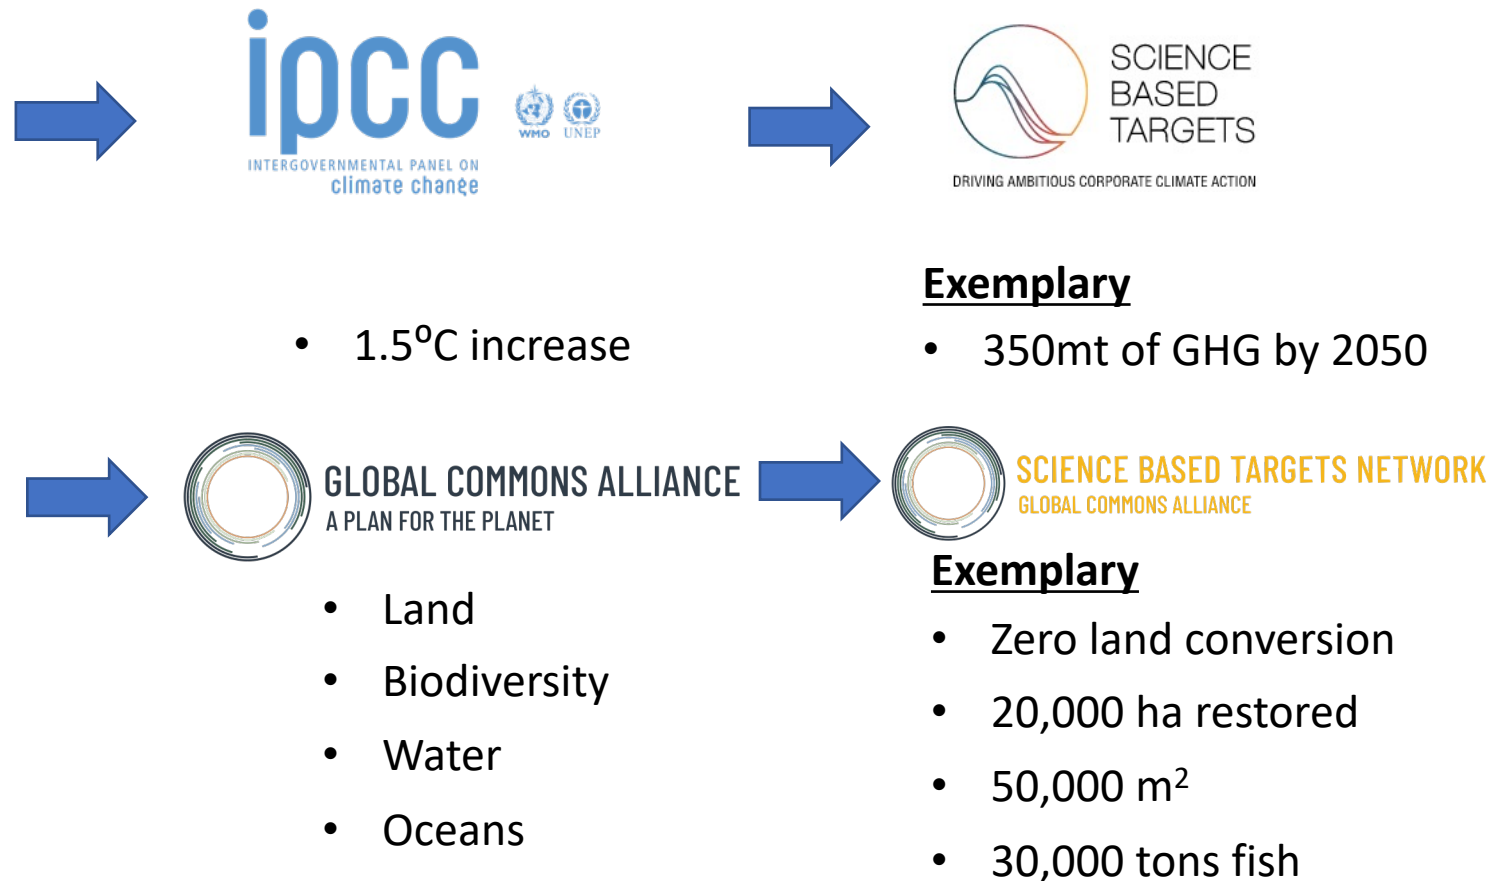 ipcc
INTERGOVERNMENTAL PANEL ON
climate change
WMO
UNEP
SCIENCE
BASED
TARGETS
DRIVING AMBITIOUS CORPORATE CLIMATE ACTION
• 1.5⁰C increase
Exemplary
• 350mt of GHG by 2050
GLOBAL COMMONS ALLIANCE
A PLAN FOR THE PLANET
SCIENCE BASED TARGETS NETWORK
GLOBAL COMMONS ALLIANCE
• Land
• Biodiversity
• Water
• Oceans
Exemplary
• Zero land conversion
• 20,000 ha restored
• 50,000 m²
• 30,000 tons fish